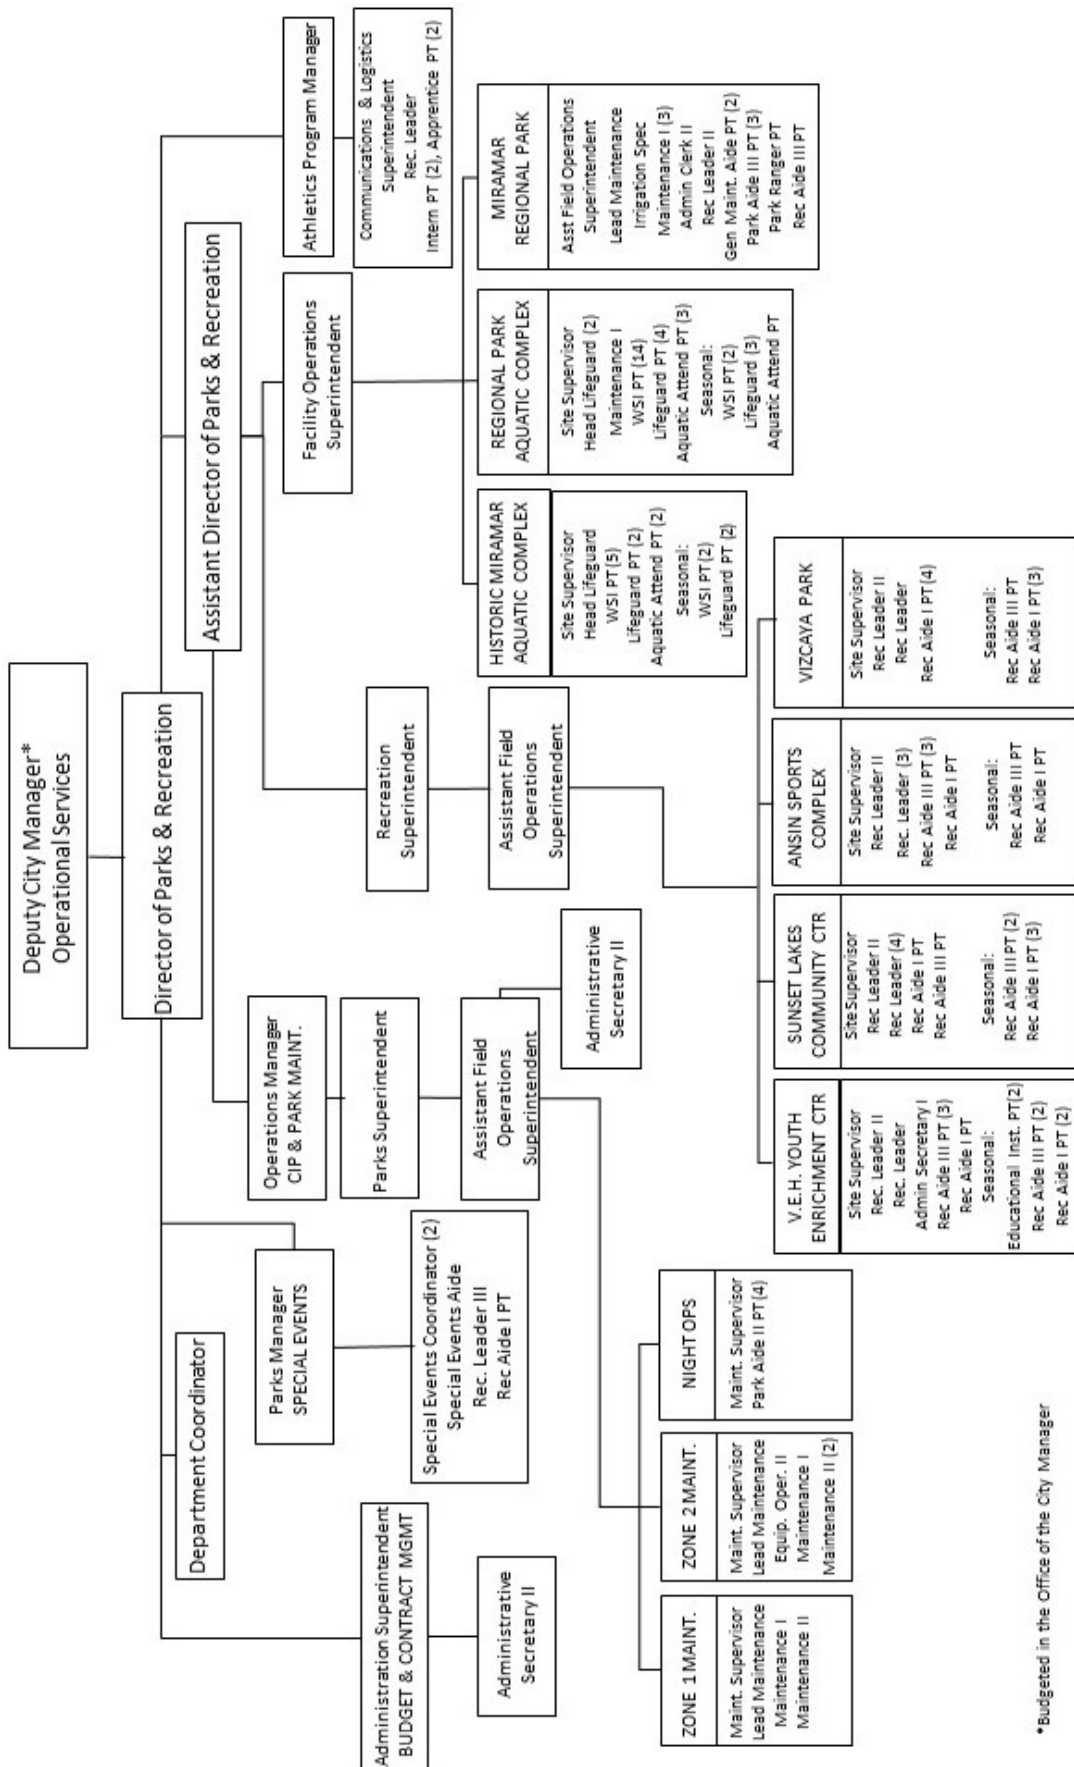 Deputy City Manager*
Operational Services
Director of Parks & Recreation
Department Coordinator
Assistant Director of Parks & Recreation
Administration Superintendent
BUDGET & CONTRACT MGMT
Administrative
Secretary II
Parks Manager
SPECIAL EVENTS
Special Events Coordinator (2)
Special Events Aide
Rec. Leader III
Rec Aide I PT
Operations Manager
CIP & PARK MAINT.
Parks Superintendent
Assistant Field
Operations
Superintendent
Administrative
Secretary II
Recreation
Superintendent
Assistant Field
Operations
Superintendent
Facility Operations
Superintendent
Athletics Program Manager
Communications & Logistics
Superintendent
Rec. Leader
Intern PT (2), Apprentice PT (2)
HISTORIC MIRAMAR
AQUATIC COMPLEX
Site Supervisor
Head Lifeguard
WSI PT (5)
Lifeguard PT (2)
Aquatic Attend PT (2)
Seasonal:
WSI PT (2)
Lifeguard PT (2)
REGIONAL PARK
AQUATIC COMPLEX
Site Supervisor
Head Lifeguard (2)
Maintenance I
WSI PT (14)
Lifeguard PT (4)
Aquatic Attend PT (3)
Seasonal:
WSI PT (2)
Lifeguard (3)
Aquatic Attend PT
MIRAMAR
REGIONAL PARK
Asst Field Operations
Superintendent
Lead Maintenance
Irrigation Spec
Maintenance I (3)
Admin Clerk II
Rec Leader II
Gen Maint. Aide PT (2)
Park Aide III PT (3)
Park Ranger PT
Rec Aide III PT
ZONE 1 MAINT.
Maint. Supervisor
Lead Maintenance
Maintenance I
Maintenance II
ZONE 2 MAINT.
Maint. Supervisor
Lead Maintenance
Equip. Oper. II
Maintenance I
Maintenance II (2)
NIGHT OPS
Maint. Supervisor
Park Aide II PT (4)
V.E.H. YOUTH
ENRICHMENT CTR
Site Supervisor
Rec. Leader II
Rec. Leader
Admin Secretary I
Rec Aide III PT (3)
Rec Aide I PT
Seasonal:
Educational Inst. PT (2)
Rec Aide III PT (2)
Rec Aide I PT (2)
SUNSET LAKES
COMMUNITY CTR
Site Supervisor
Rec Leader II
Rec Leader (4)
Rec Aide I PT
Rec Aide III PT
Seasonal:
Rec Aide III PT (2)
Rec Aide I PT (3)
ANSIN SPORTS
COMPLEX
Site Supervisor
Rec Leader II
Rec. Leader (3)
Rec Aide III PT (3)
Rec Aide I PT
Seasonal:
Rec Aide III PT
Rec Aide I PT
VIZCAYA PARK
Site Supervisor
Rec Leader II
Rec Leader
Rec Aide I PT (4)
Seasonal:
Rec Aide III PT
Rec Aide I PT (3)
*Budgeted in the Office of the City Manager